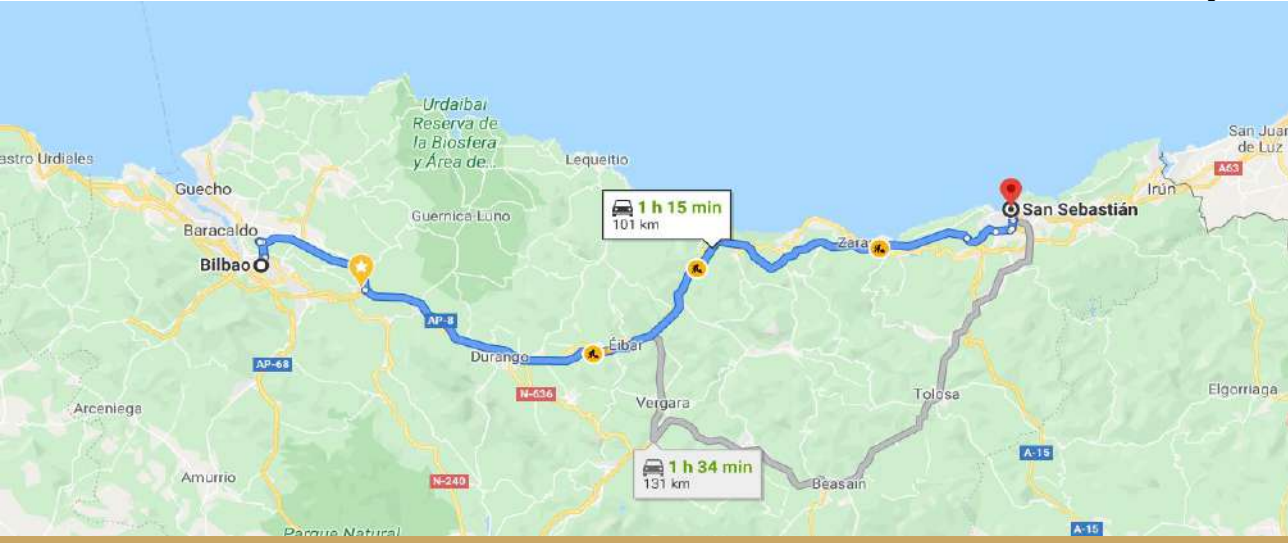 Urdaibai
Reserva de
la Biosfera
y Área de...
San Juan
de Luz
astro Urdiales
Lequeitio
A63
Guecho
Irún
1 h 15 min
101 km
San Sebastián
Guernica-Luno
Baracaldo
Zara
Bilbao
AP-8
Éibar
Durango
AP-68
N-636
Elgorriaga
Tolosa
Vergara
Arceniega
A-15
1 h 34 min
131 km
Amurrio
N-240
Beasain
A-15
Parque Natural